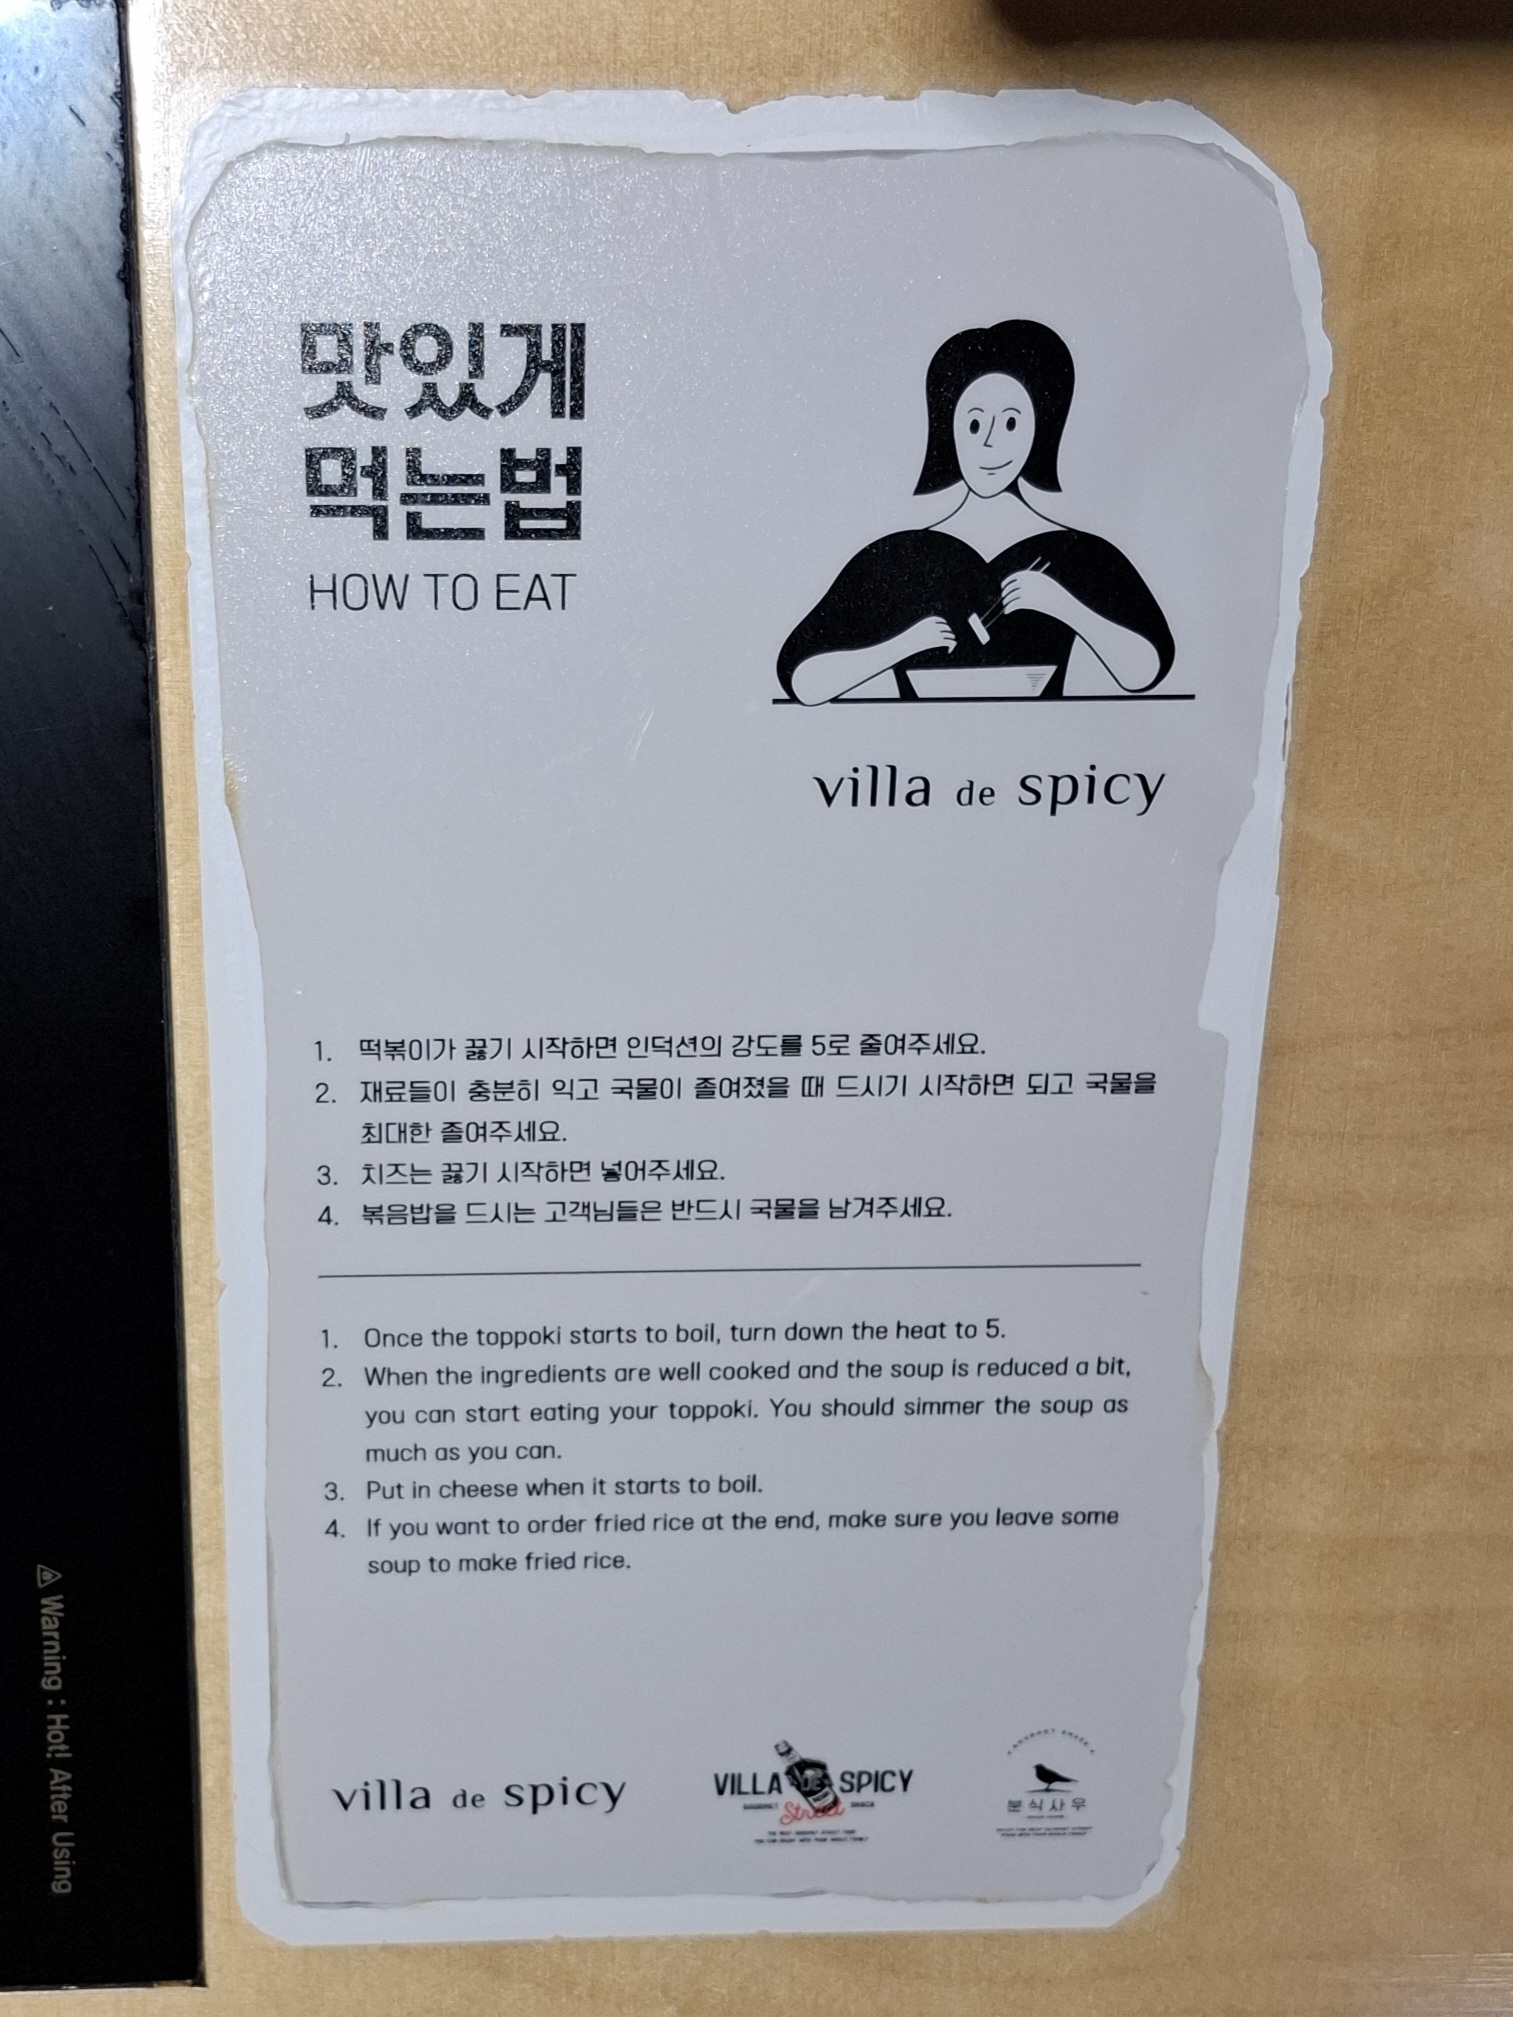 맛있게
먹는법
HOW TO EAT
villa de spicy
1. 떡볶이가 끓기 시작하면 인덕션의 강도를 5로 줄여주세요.
2. 재료들이 충분히 익고 국물이 졸여졌을 때 드시기 시작하면 되고 국물을
최대한 졸여주세요.
3. 치즈는 끓기 시작하면 넣어주세요.
4. 볶음밥을 드시는 고객님들은 반드시 국물을 남겨주세요.
1. Once the toppoki starts to boil, turn down the heat to 5.
2. When the ingredients are well cooked and the soup is reduced a bit,
you can start eating your toppoki. You should simmer the soup as
much as you can.
3. Put in cheese when it starts to boil.
4. If you want to order fried rice at the end, make sure you leave some
soup to make fried rice.
villa de spicy
VILLA DE SPICY
Street
분식사우
Warning : Hot! After Using